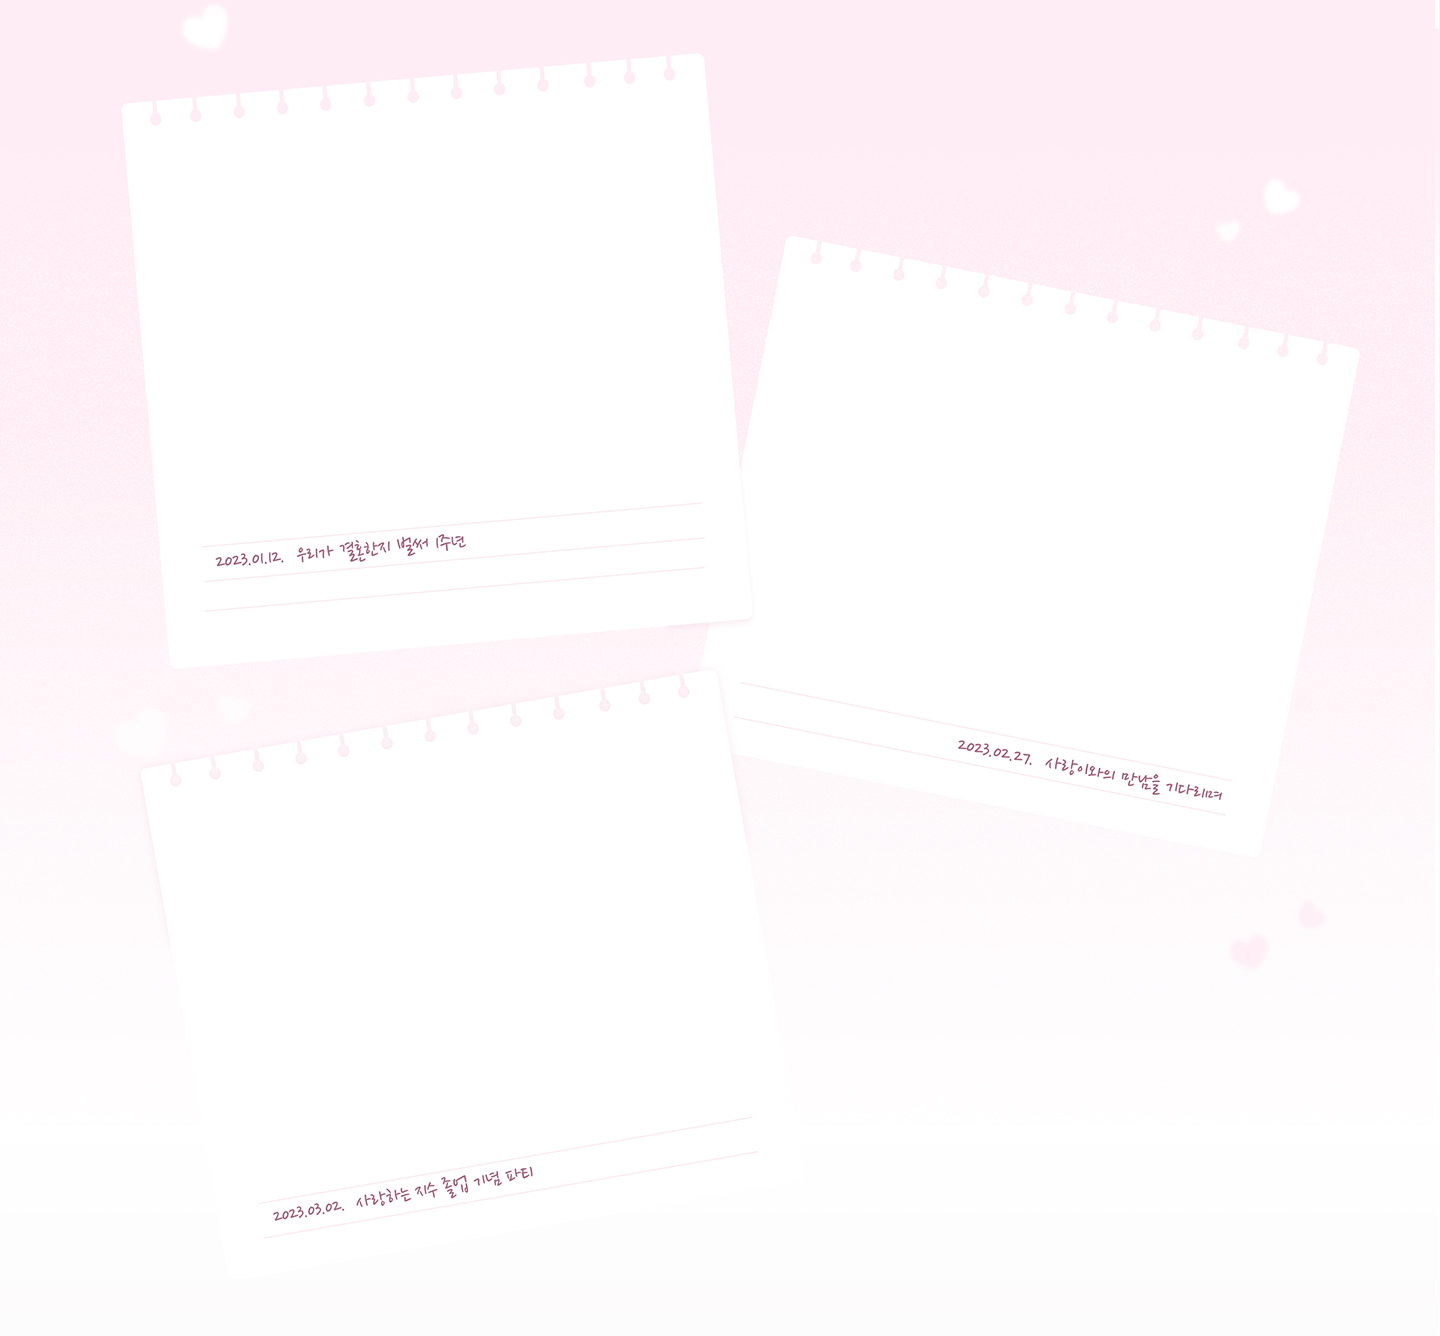 2023.01.12. 우리가 결혼한지 벌써 1주년
2023.02.27. 사랑이와의 만남을 기다리며
2023.03.02. 사랑하는 지수 졸업 기념 파티